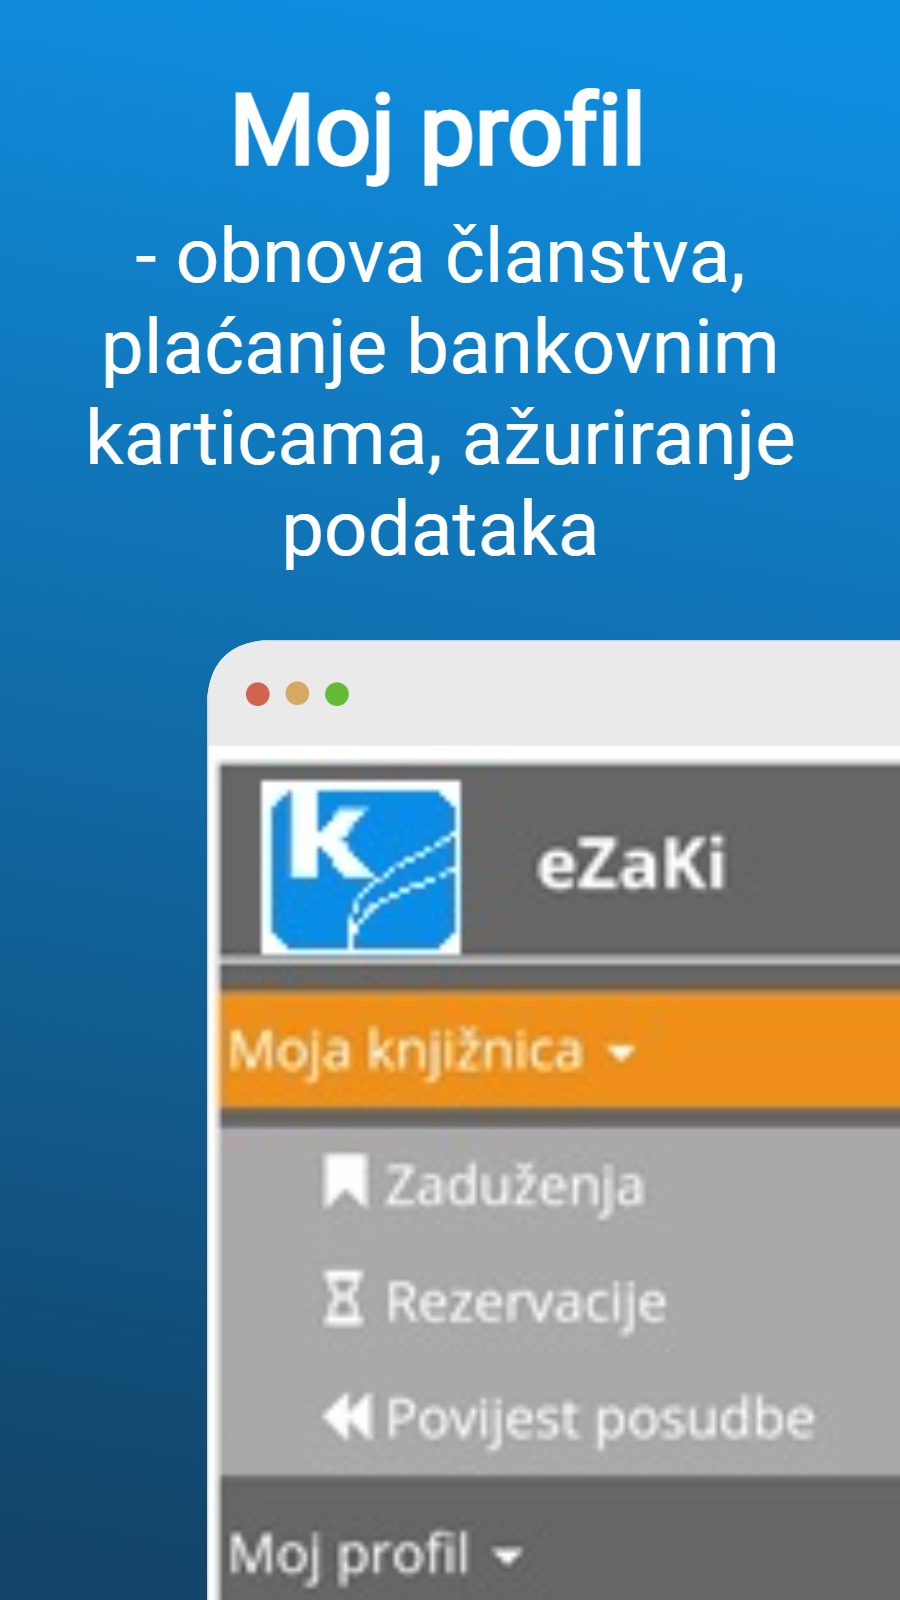 Moj profil
- obnova članstva,
plaćanje bankovnim
karticama, ažuriranje
podataka
k
eZaKi
Moja knjižnica
Zaduženja
Rezervacije
Povijest posudbe
Moj profil